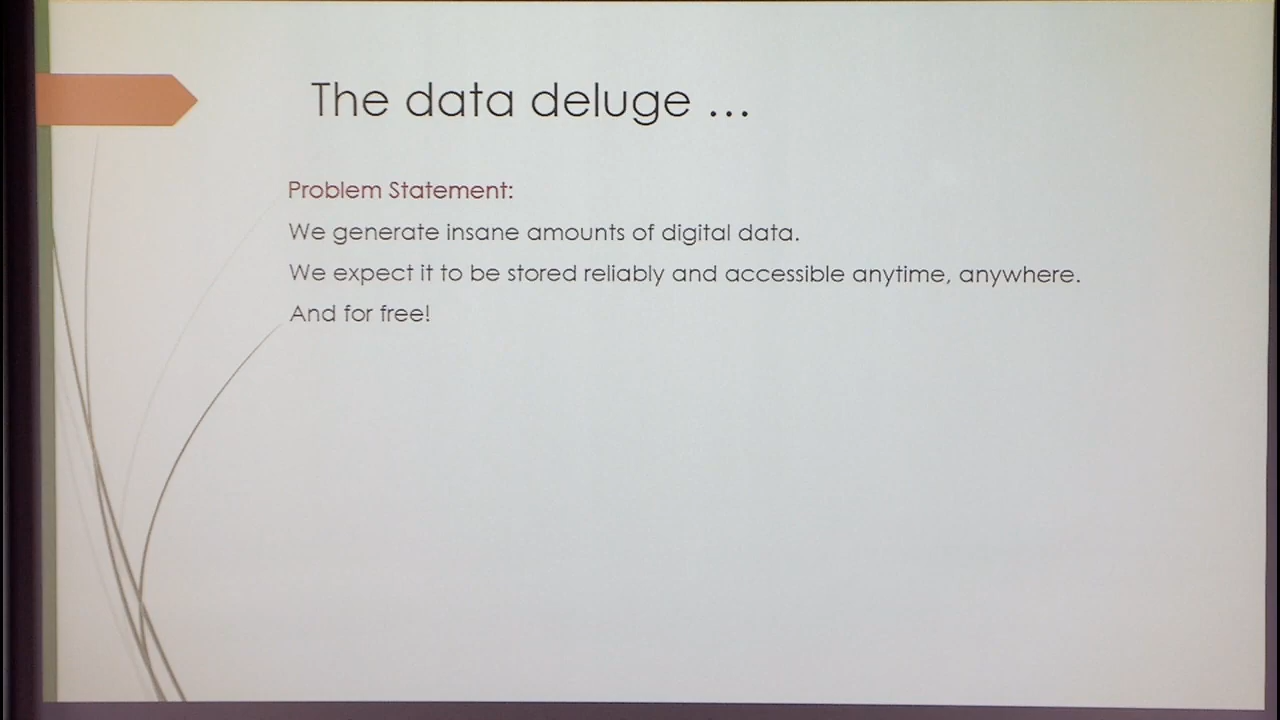 The data deluge ...
Problem Statement:
We generate insane amounts of digital data.
We expect it to be stored reliably and accessible anytime, anywhere.
And for free!